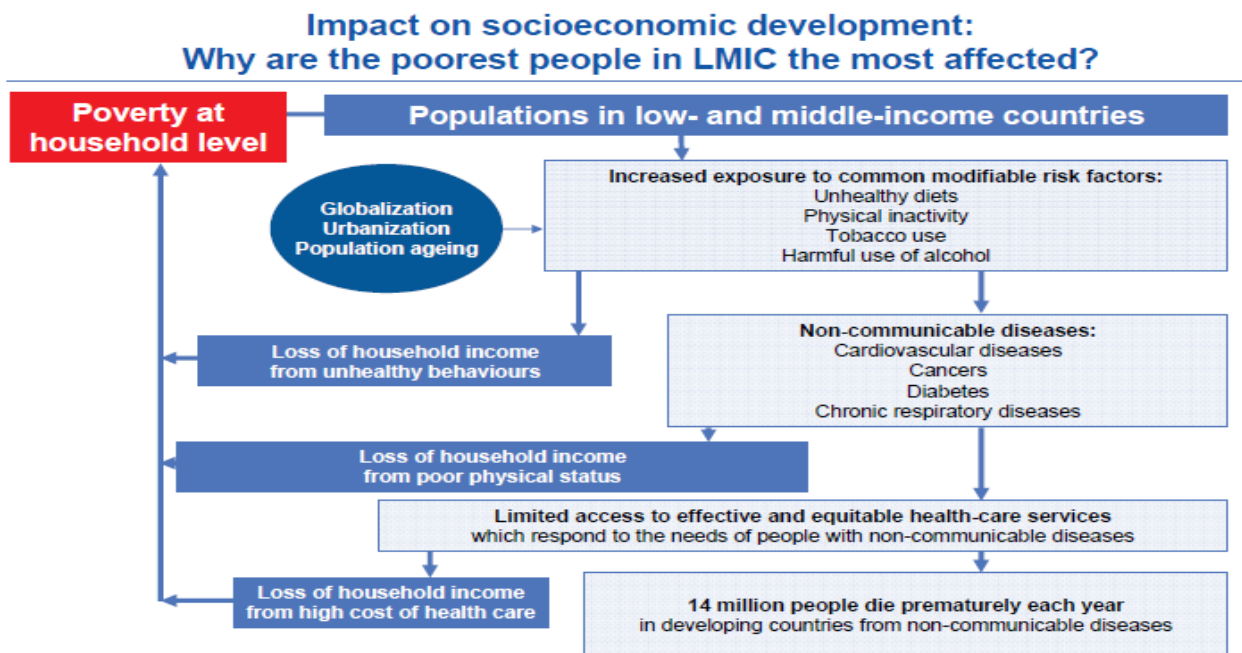 Impact on socioeconomic development:
Why are the poorest people in LMIC the most affected?
Poverty at
household level
Populations in low- and middle-income countries
Increased exposure to common modifiable risk factors:
Unhealthy diets
Physical inactivity
Tobacco use
Harmful use of alcohol
Globalization
Urbanization
Population ageing
Non-communicable diseases:
Cardiovascular diseases
Cancers
Diabetes
Chronic respiratory diseases
Loss of household income
from unhealthy behaviours
Loss of household income
from poor physical status
Limited access to effective and equitable health-care services
which respond to the needs of people with non-communicable diseases
Loss of household income
from high cost of health care
14 million people die prematurely each year
in developing countries from non-communicable diseases